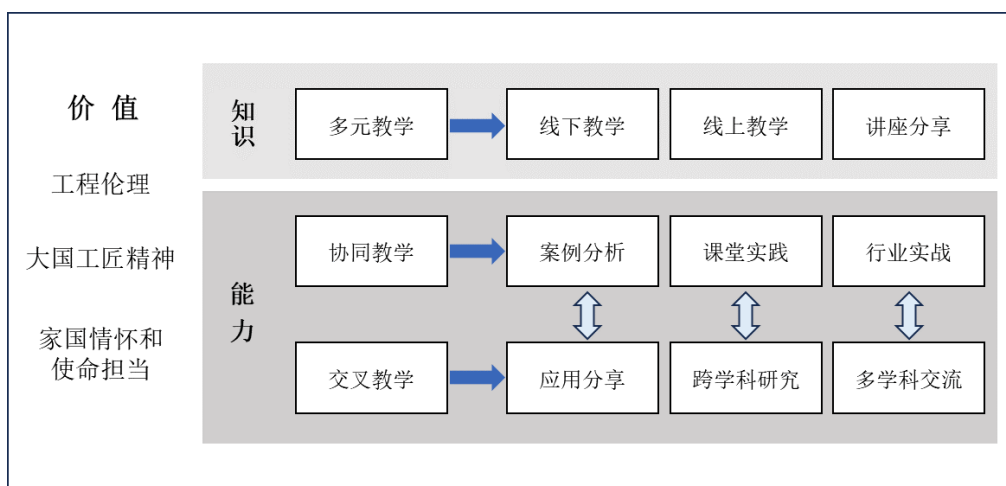 价 值
工程伦理
大国工匠精神
家国情怀和
使命担当
知
识
多元教学
线下教学
线上教学
讲座分享
能
力
协同教学
案例分析
课堂实践
行业实战
交叉教学
应用分享
跨学科研究
多学科交流